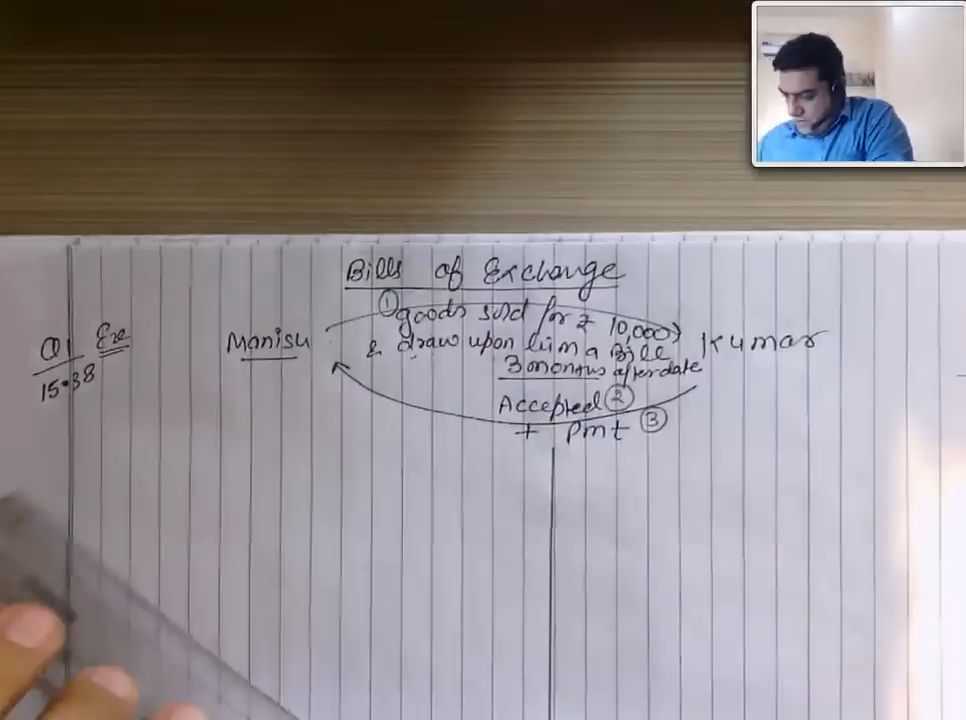 Bills of Exchange
Q1 Exe
15.38
Manish
① goods sold for ₹ 10,000
& draw upon him a Bill
3 months after date
Kumar
Accepted ②
+ Pmt ③